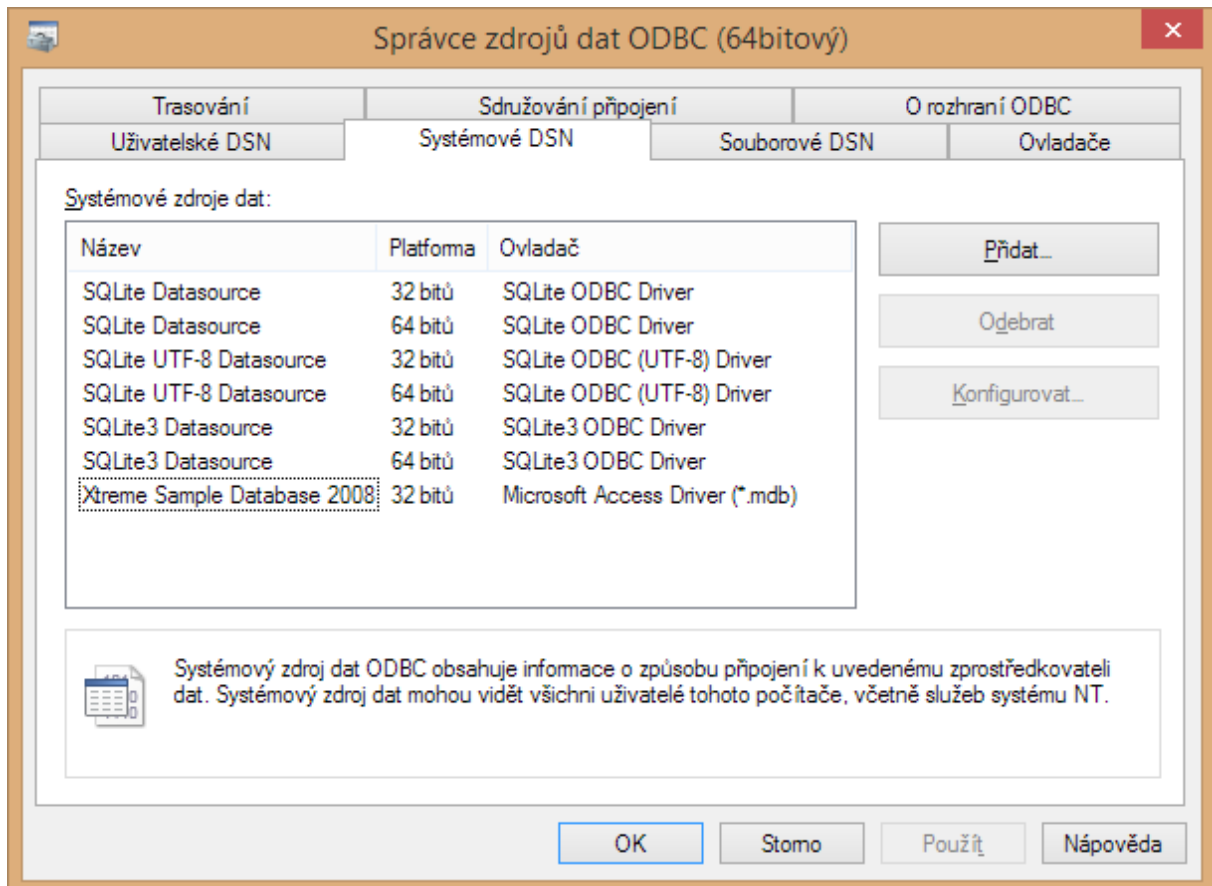 Správce zdrojů dat ODBC (64bitový)
Trasování Sdružování připojení O rozhraní ODBC
Uživatelské DSN Systémové DSN Souborové DSN Ovladače
Systémové zdroje dat:
Název Platforma Ovladač
SQLite Datasource 32 bitů SQLite ODBC Driver
SQLite Datasource 64 bitů SQLite ODBC Driver
SQLite UTF-8 Datasource 32 bitů SQLite ODBC (UTF-8) Driver
SQLite UTF-8 Datasource 64 bitů SQLite ODBC (UTF-8) Driver
SQLite3 Datasource 32 bitů SQLite3 ODBC Driver
SQLite3 Datasource 64 bitů SQLite3 ODBC Driver
Xtreme Sample Database 2008 32 bitů Microsoft Access Driver (*.mdb)
Přidat...
Odebrat
Konfigurovat...
Systémový zdroj dat ODBC obsahuje informace o způsobu připojení k uvedenému zprostředkovateli
dat. Systémový zdroj dat mohou vidět všichni uživatelé tohoto počítače, včetně služeb systému NT.
OK Storno Použít Nápověda